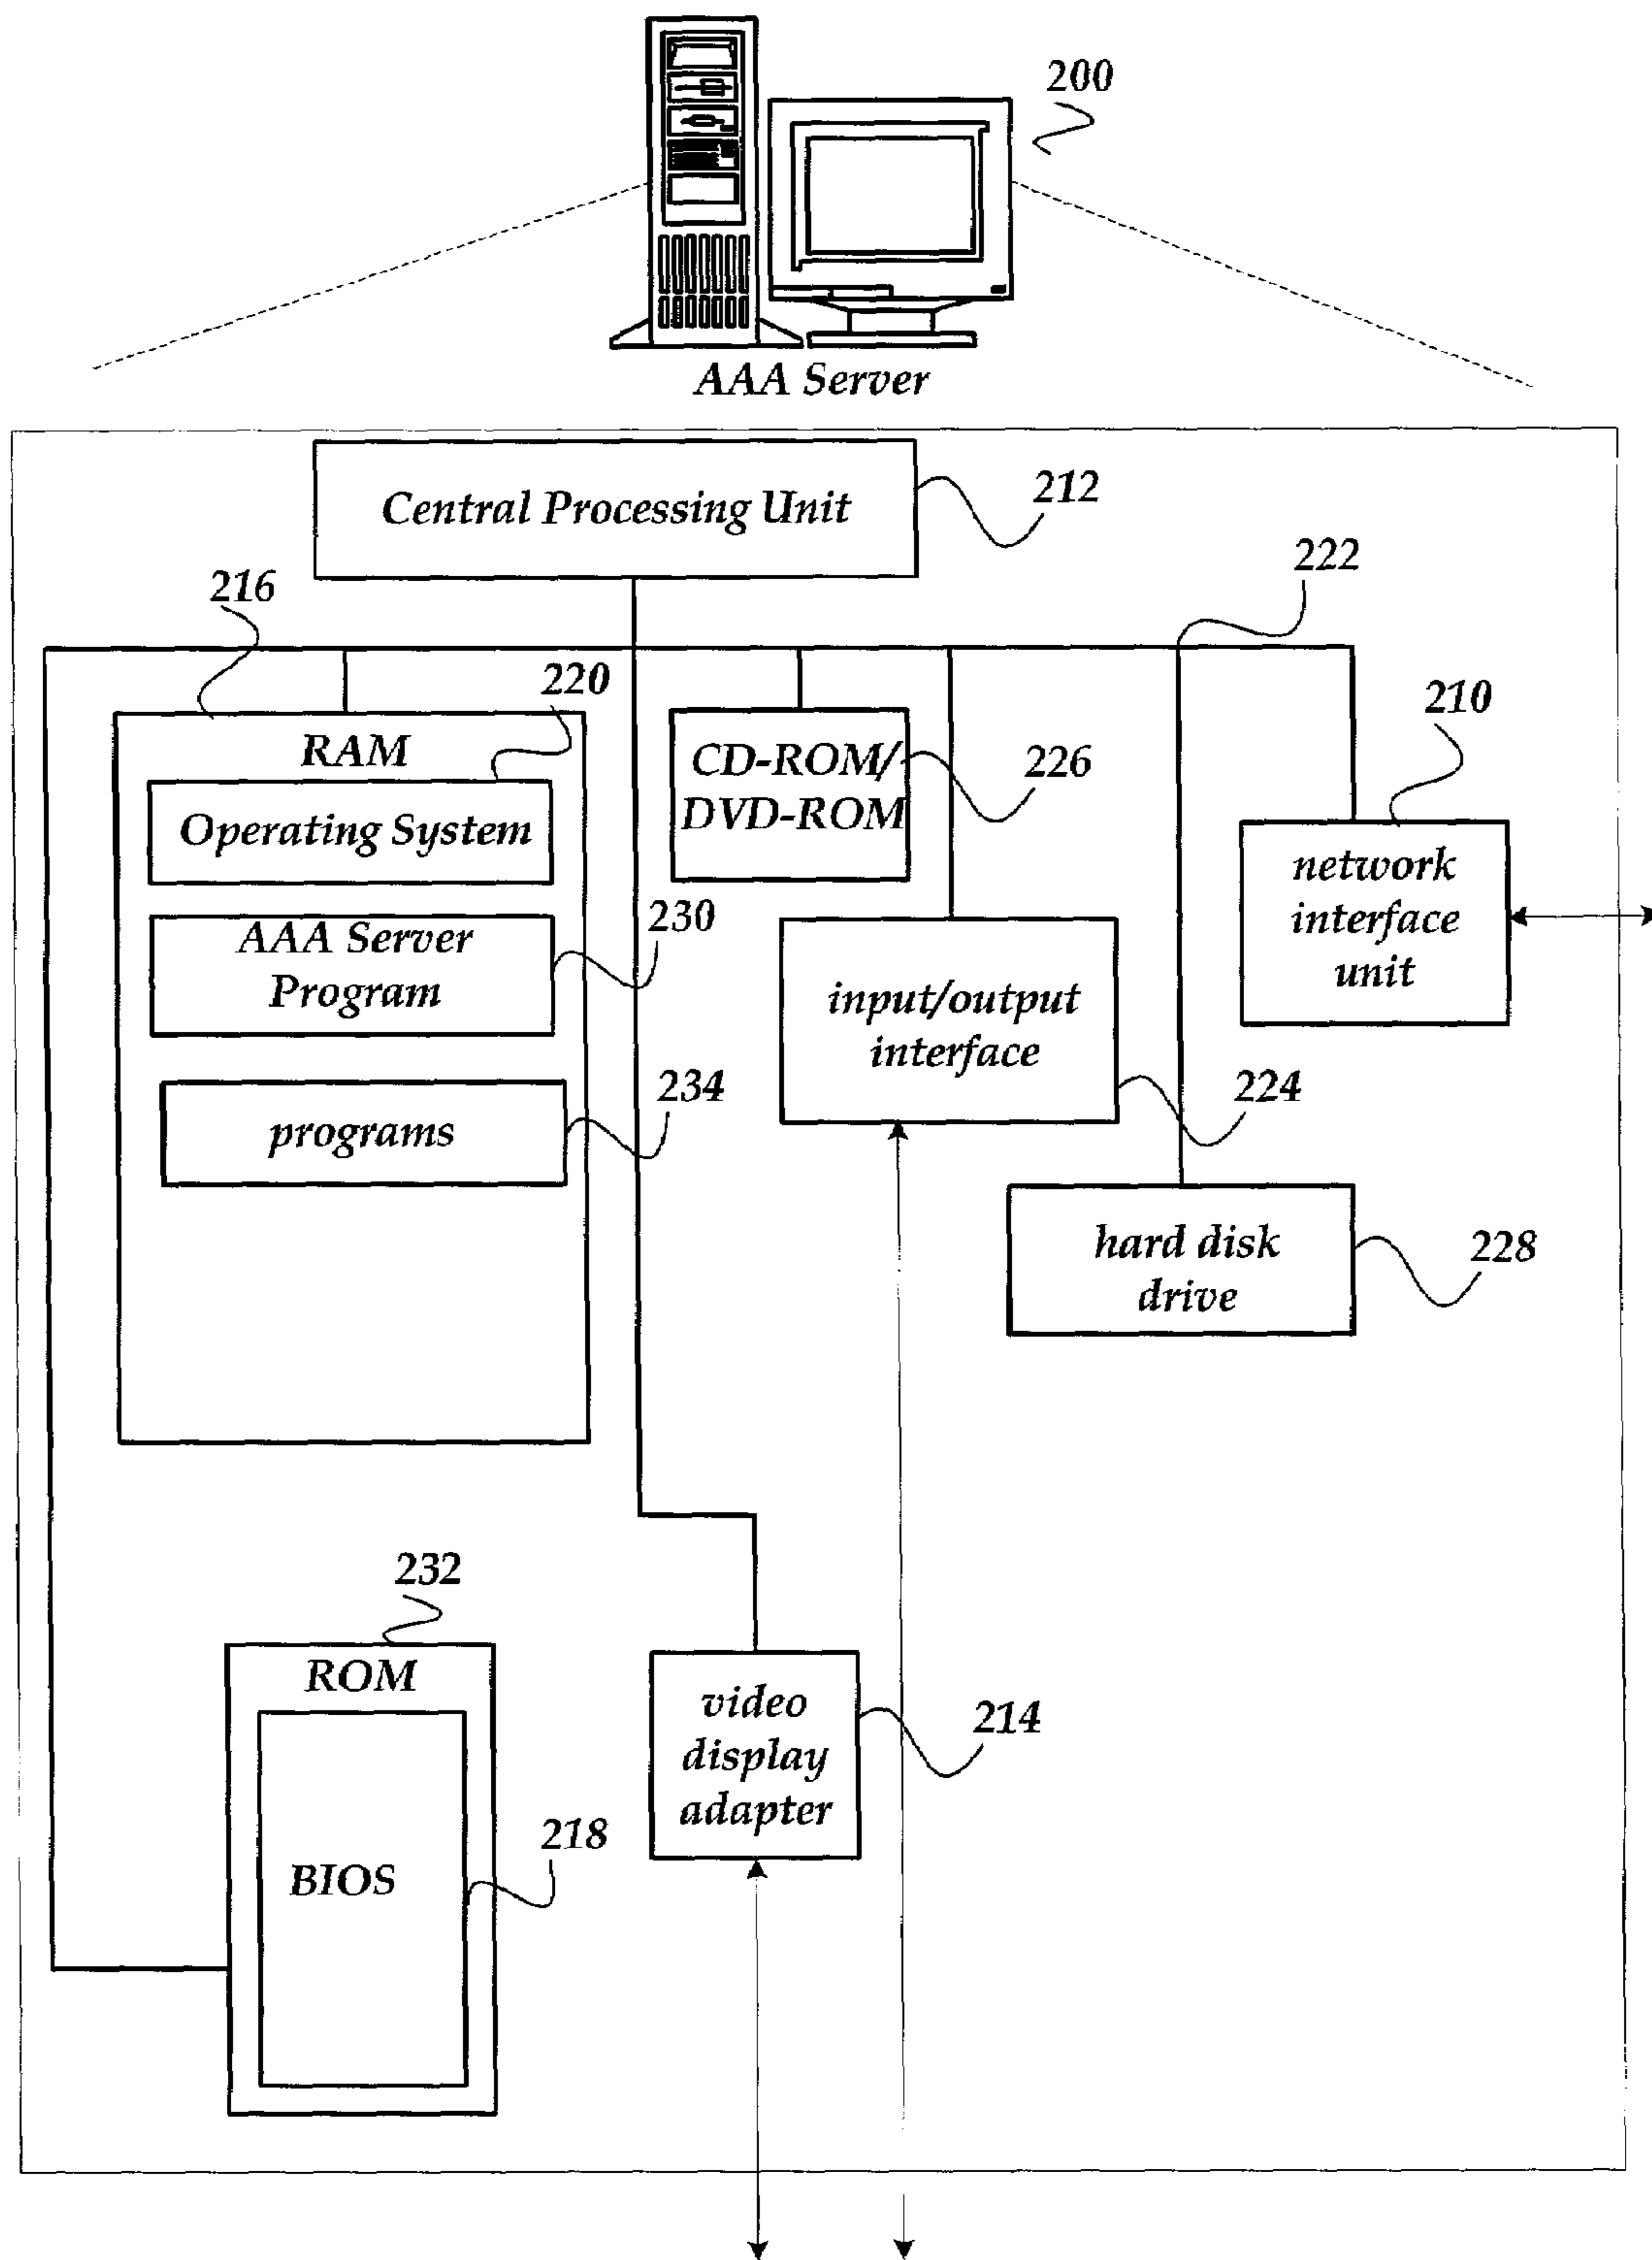 200
AAA Server
Central Processing Unit
212
222
216
220
210
RAM
CD-ROM/
DVD-ROM
226
Operating System
network
interface
unit
230
AAA Server
Program
input/output
interface
234
224
programs
hard disk
drive
228
232
ROM
video
display
adapter
214
218
BIOS